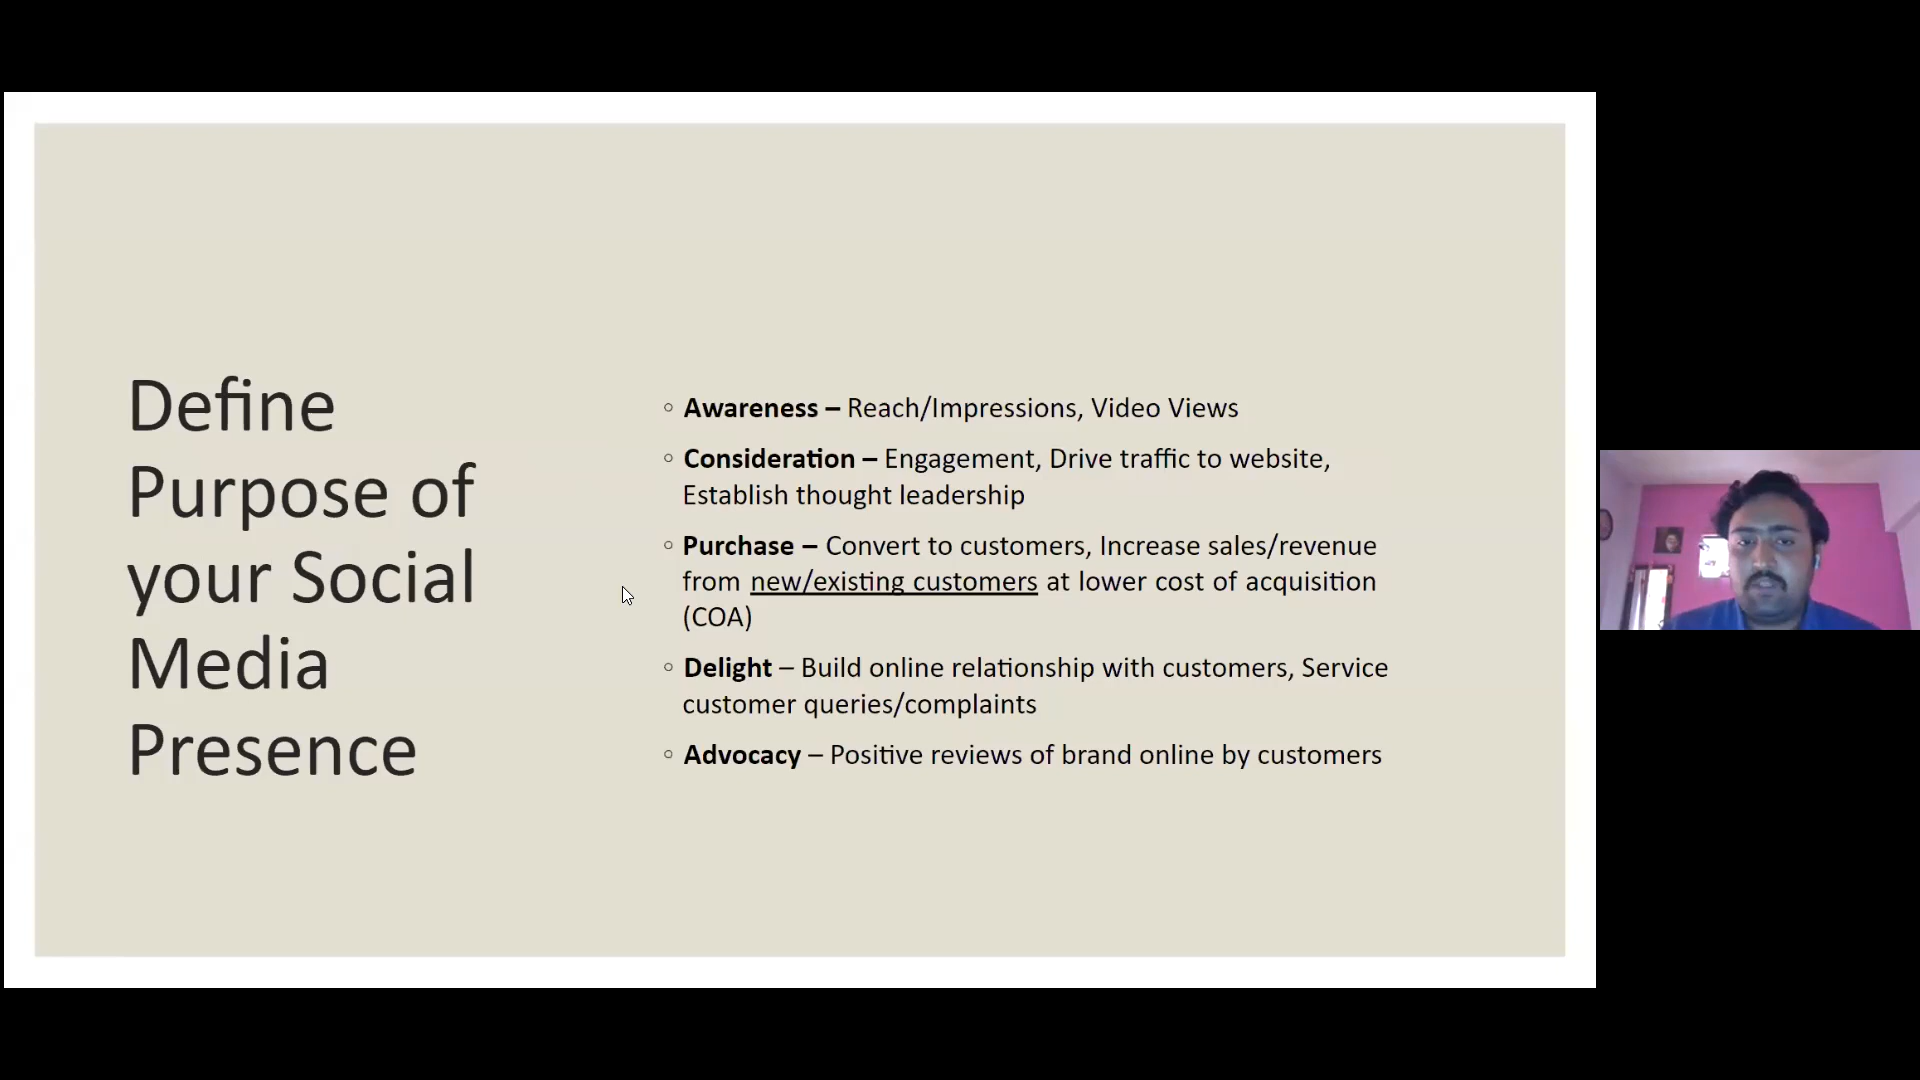 Define
Purpose of
your Social
Media
Presence
Awareness – Reach/Impressions, Video Views
Consideration – Engagement, Drive traffic to website,
Establish thought leadership
Purchase – Convert to customers, Increase sales/revenue
from new/existing customers at lower cost of acquisition
(COA)
Delight – Build online relationship with customers, Service
customer queries/complaints
Advocacy – Positive reviews of brand online by customers